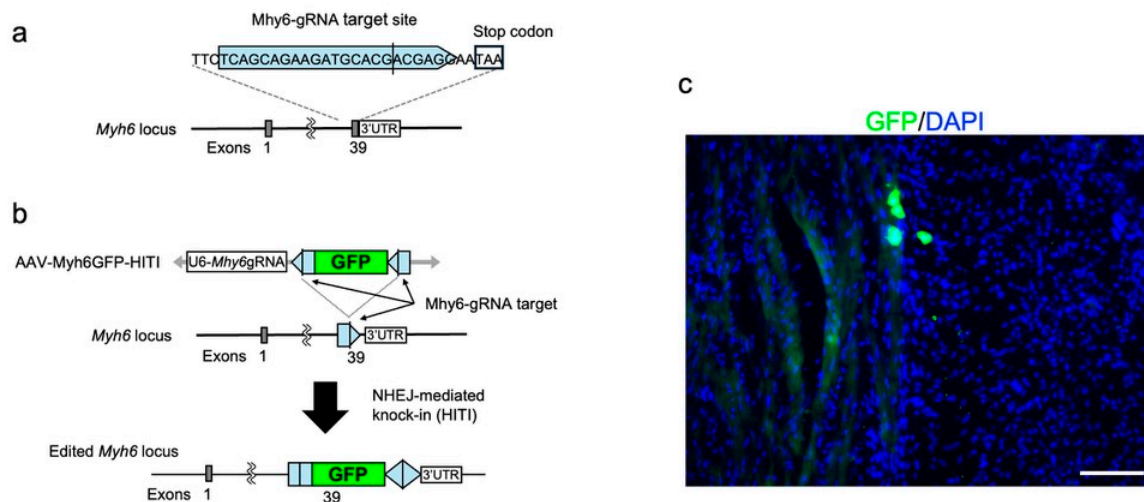 a
Mhy6-gRNA target site
Stop codon
TTCTCAGCAGAAGATGCACGACGAGGAATAA
Myh6 locus
3'UTR
Exons 1 39
b
AAV-Myh6GFP-HITI
U6-Mhy6gRNA
GFP
Mhy6-gRNA target
Myh6 locus
3'UTR
Exons 1 39
NHEJ-mediated
knock-in (HITI)
Edited Myh6 locus
GFP
3'UTR
Exons 1 39
c
GFP/DAPI